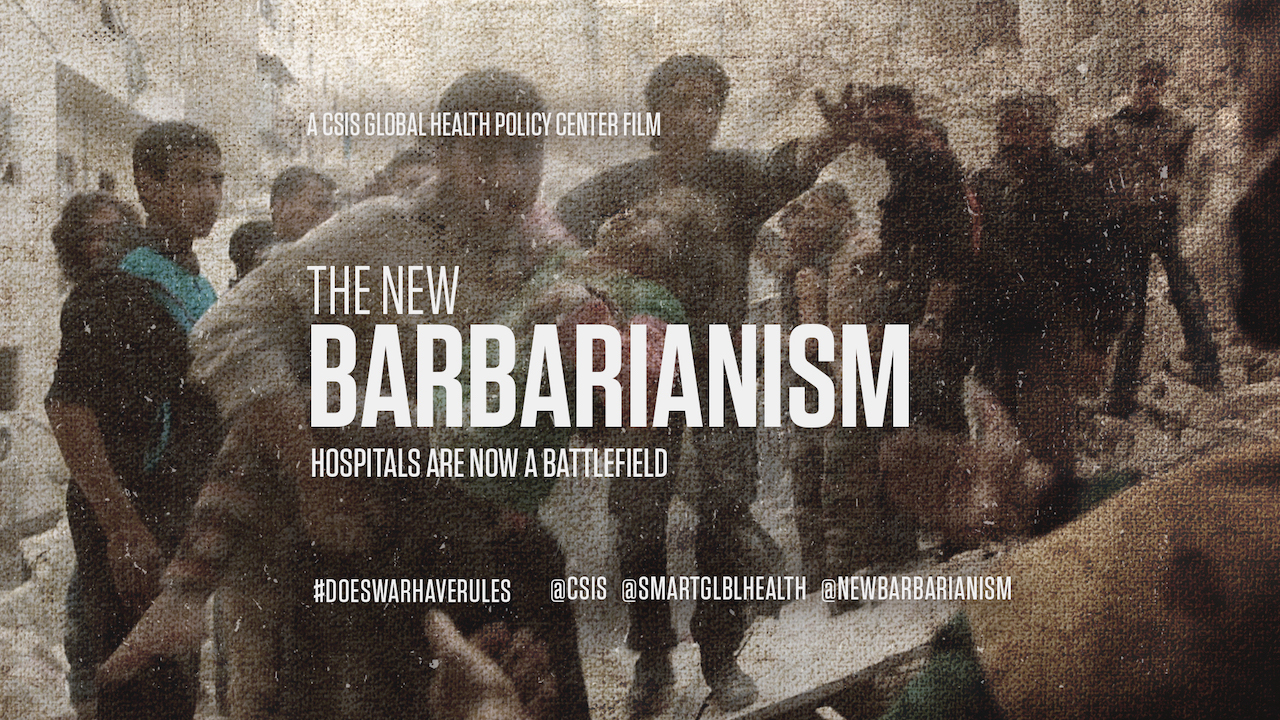 A CSIS GLOBAL HEALTH POLICY CENTER FILM
THE NEW
BARBARIANISM
HOSPITALS ARE NOW A BATTLEFIELD
#DOESWARHAVERULES @CSIS @SMARTGLBLHEALTH @NEWBARBARIANISM